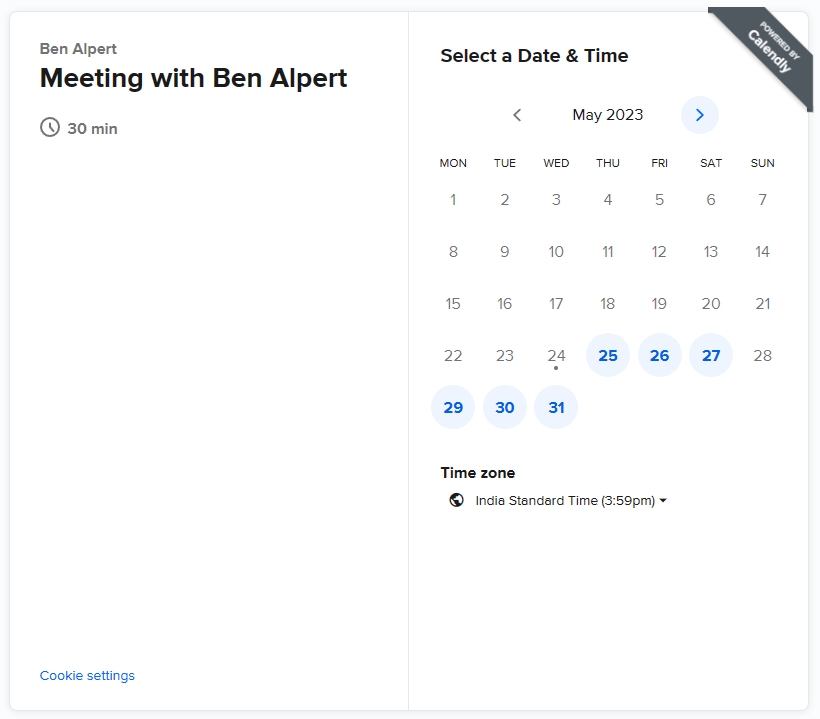 Ben Alpert
Meeting with Ben Alpert
30 min
POWERED BY
Calendly
Select a Date & Time
May 2023
MON TUE WED THU FRI SAT SUN
1 2 3 4 5 6 7
8 9 10 11 12 13 14
15 16 17 18 19 20 21
22 23 24 25 26 27 28
29 30 31
Time zone
India Standard Time (3:59pm)
Cookie settings